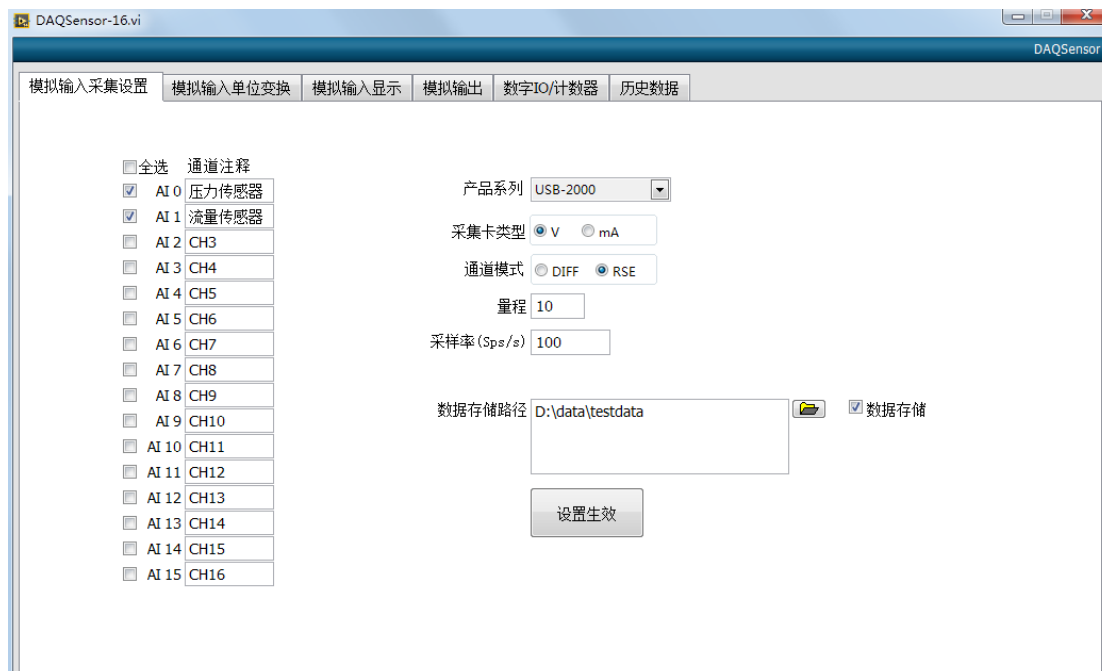 DAQSensor-16.vi
DAQSensor
模拟输入采集设置 模拟输入单位变换 模拟输入显示 模拟输出 数字IO/计数器 历史数据
全选 通道注释
AI 0 压力传感器
AI 1 流量传感器
AI 2 CH3
AI 3 CH4
AI 4 CH5
AI 5 CH6
AI 6 CH7
AI 7 CH8
AI 8 CH9
AI 9 CH10
AI 10 CH11
AI 11 CH12
AI 12 CH13
AI 13 CH14
AI 14 CH15
AI 15 CH16
产品系列 USB-2000
采集卡类型 V mA
通道模式 DIFF RSE
量程 10
采样率(Sps/s) 100
数据存储路径 D:\data\testdata 数据存储
设置生效